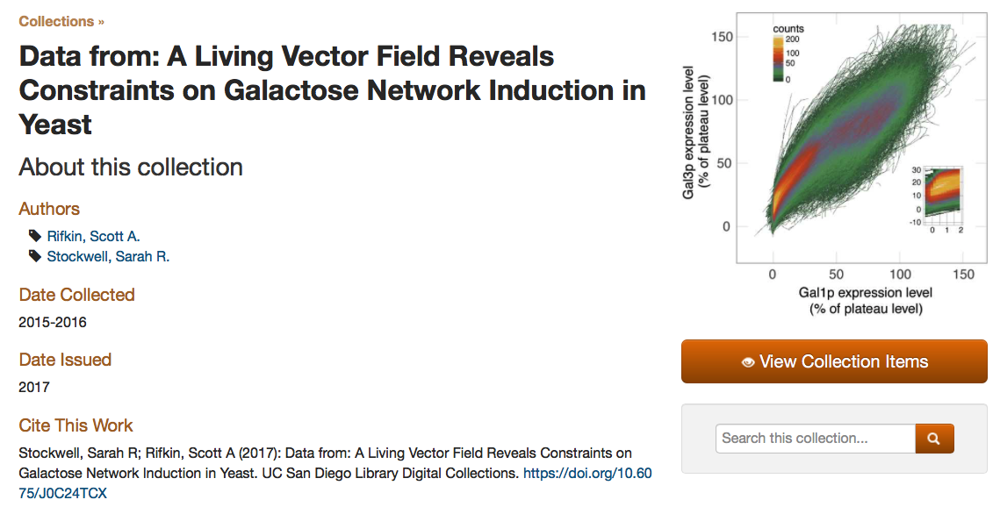 Collections »
Data from: A Living Vector Field Reveals
Constraints on Galactose Network Induction in
Yeast
About this collection
Authors
Rifkin, Scott A.
Stockwell, Sarah R.
Date Collected
2015-2016
Date Issued
2017
Cite This Work
Stockwell, Sarah R; Rifkin, Scott A (2017): Data from: A Living Vector Field Reveals Constraints on
Galactose Network Induction in Yeast. UC San Diego Library Digital Collections. https://doi.org/10.60
75/J0C24TCX
counts
200
100
50
0
Gal3p expression level
(% of plateau level)
150
100
50
0
30
20
10
0
-10
0 1 2
0 50 100 150
Gal1p expression level
(% of plateau level)
View Collection Items
Search this collection...